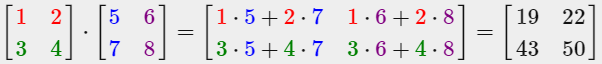 [1 2] · [5 6] = [1·5+2·7 1·6+2·8] = [19 22]
[3 4] [7 8] [3·5+4·7 3·6+4·8] [43 50]